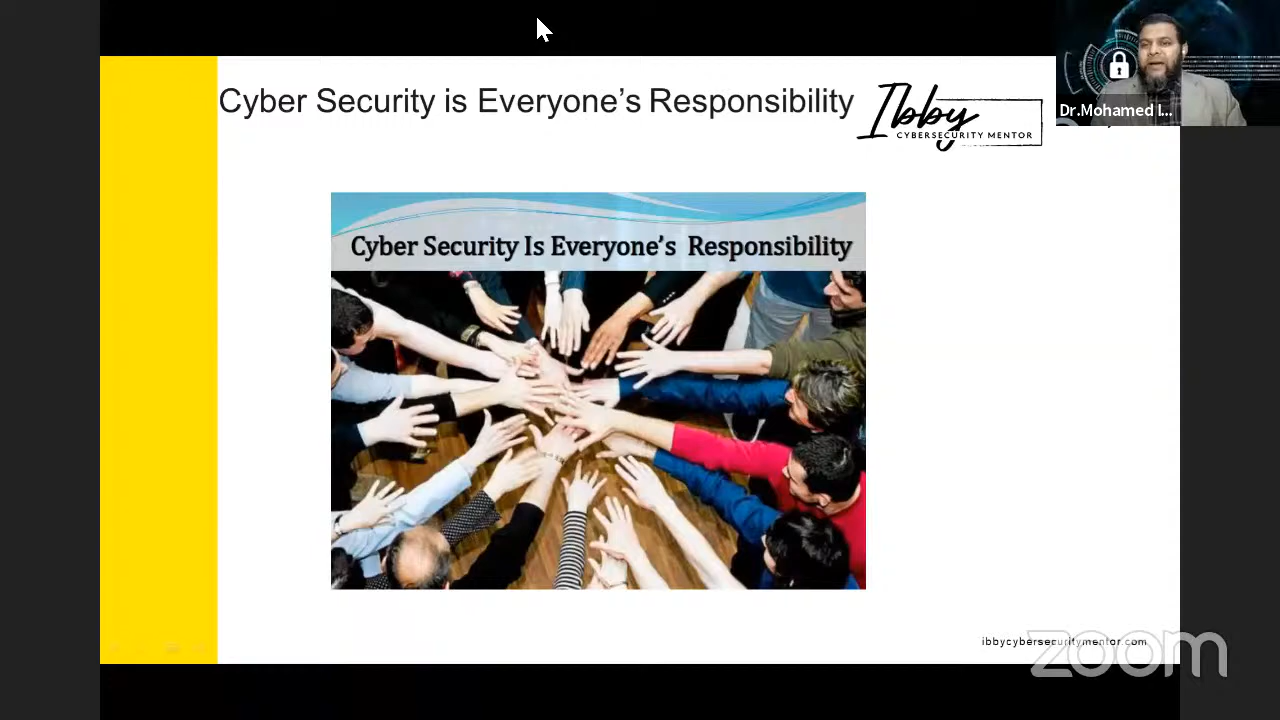 Cyber Security is Everyone’s Responsibility
Ibby
CYBERSECURITY MENTOR
Dr.Mohamed I...
Cyber Security Is Everyone’s Responsibility
ibbycybersecuritymentor.com
zoom